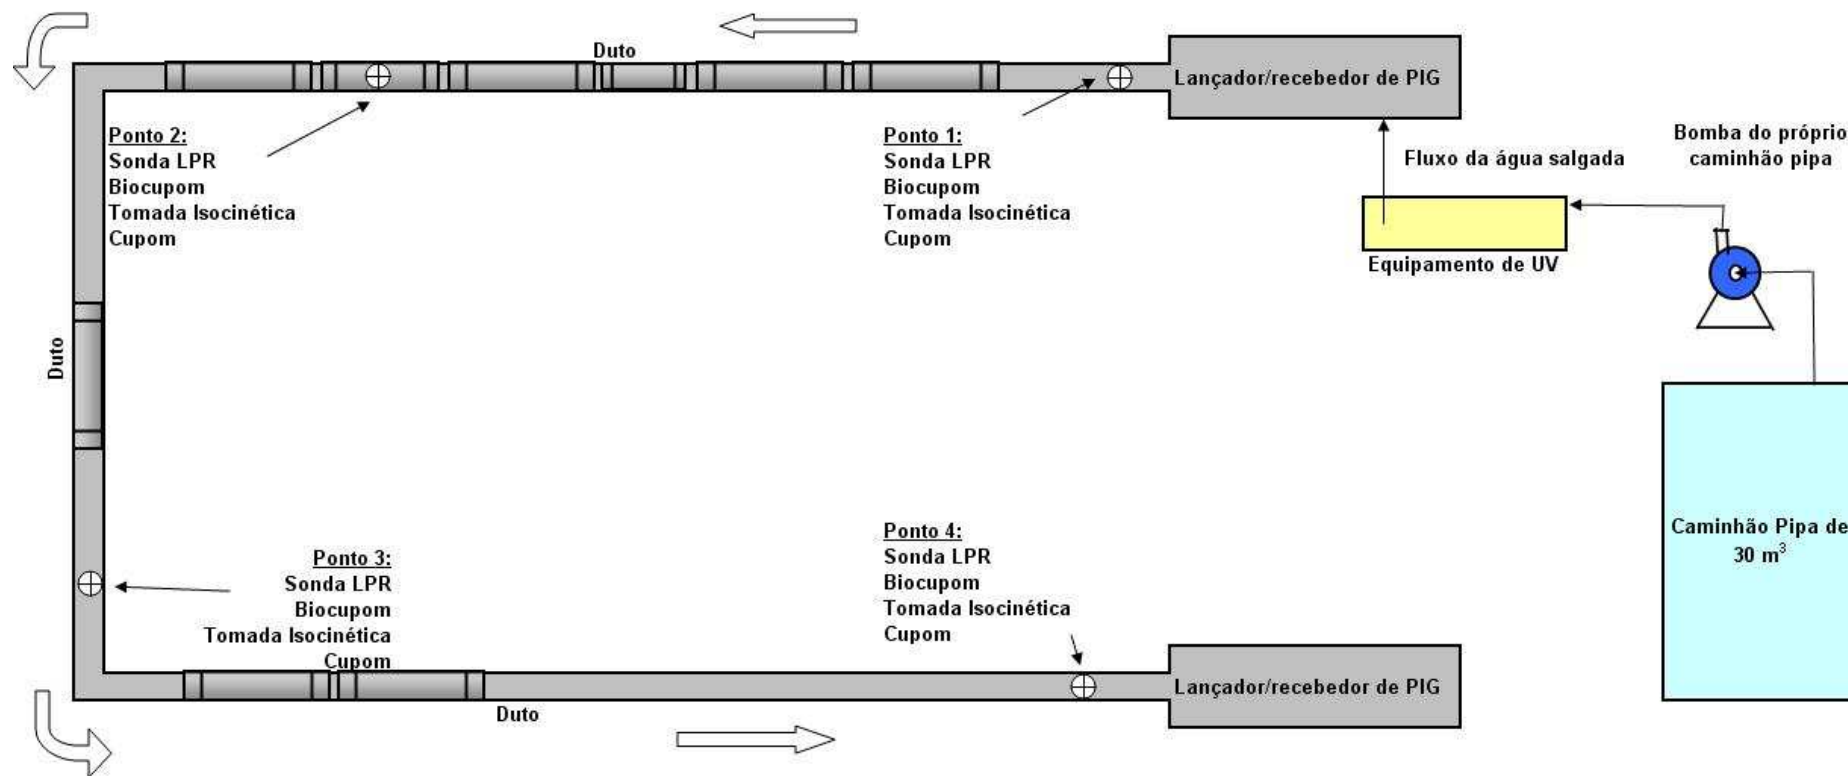 Duto
Lançador/recebedor de PIG
Ponto 2:
Sonda LPR
Biocupom
Tomada Isocinética
Cupom
Ponto 1:
Sonda LPR
Biocupom
Tomada Isocinética
Cupom
Fluxo da água salgada
Bomba do próprio
caminhão pipa
Equipamento de UV
Duto
Caminhão Pipa de
30 m³
Ponto 3:
Sonda LPR
Biocupom
Tomada Isocinética
Cupom
Ponto 4:
Sonda LPR
Biocupom
Tomada Isocinética
Cupom
Lançador/recebedor de PIG
Duto